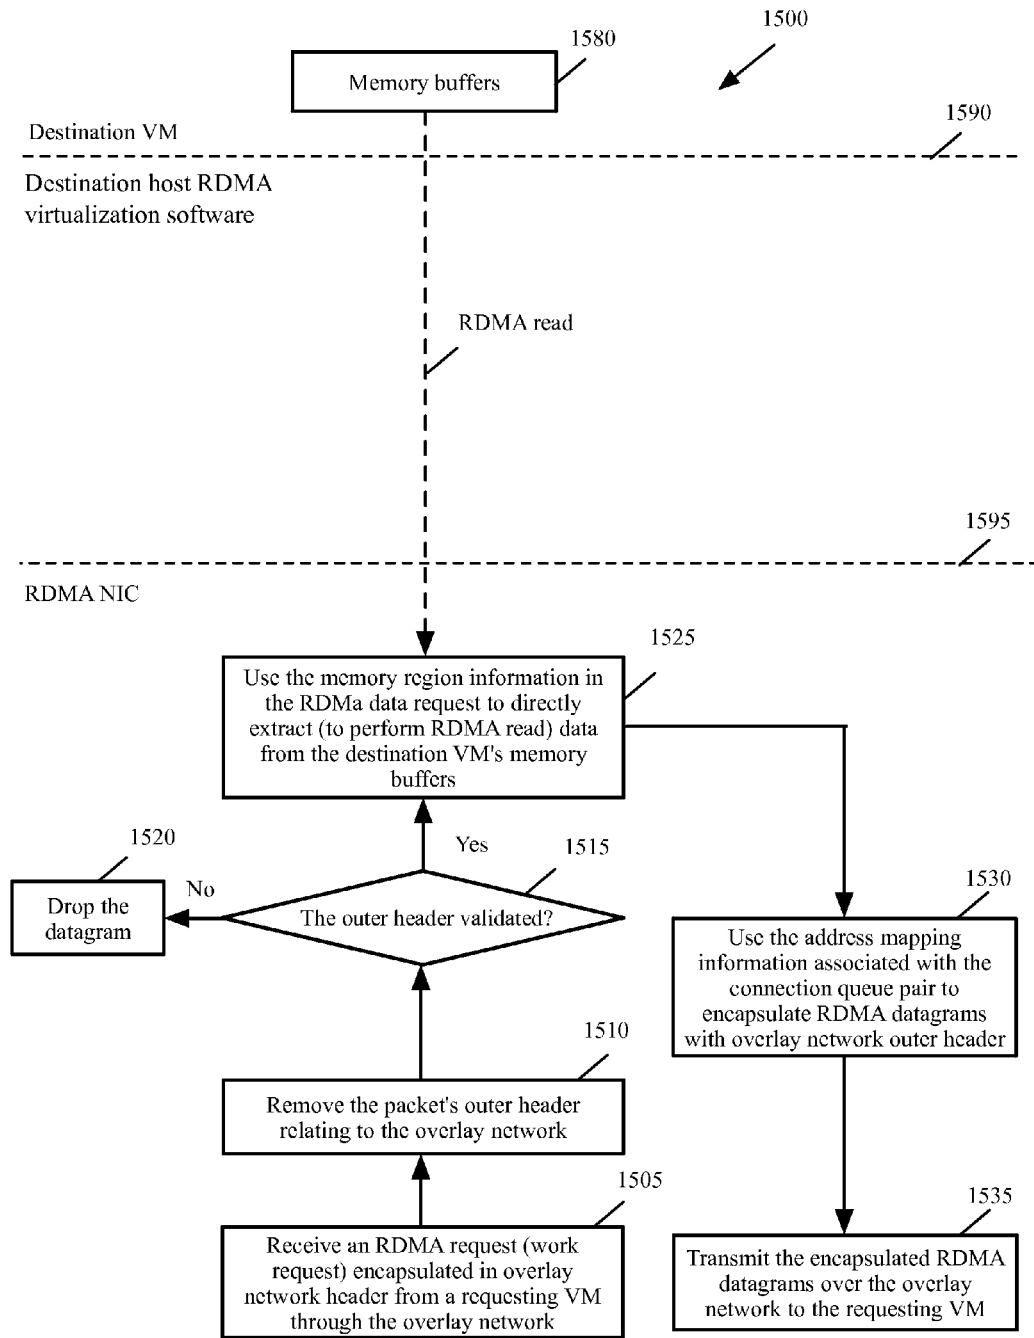 1500
1580
Memory buffers
1590
Destination VM
Destination host RDMA
virtualization software
RDMA read
1595
RDMA NIC
1525
Use the memory region information in
the RDMa data request to directly
extract (to perform RDMA read) data
from the destination VM's memory
buffers
Yes
1520
1515
No
Drop the
datagram
The outer header validated?
1530
Use the address mapping
information associated with the
connection queue pair to
encapsulate RDMA datagrams
with overlay network outer header
1510
Remove the packet's outer header
relating to the overlay network
1505
Receive an RDMA request (work
request) encapsulated in overlay
network header from a requesting VM
through the overlay network
1535
Transmit the encapsulated RDMA
datagrams over the overlay
network to the requesting VM